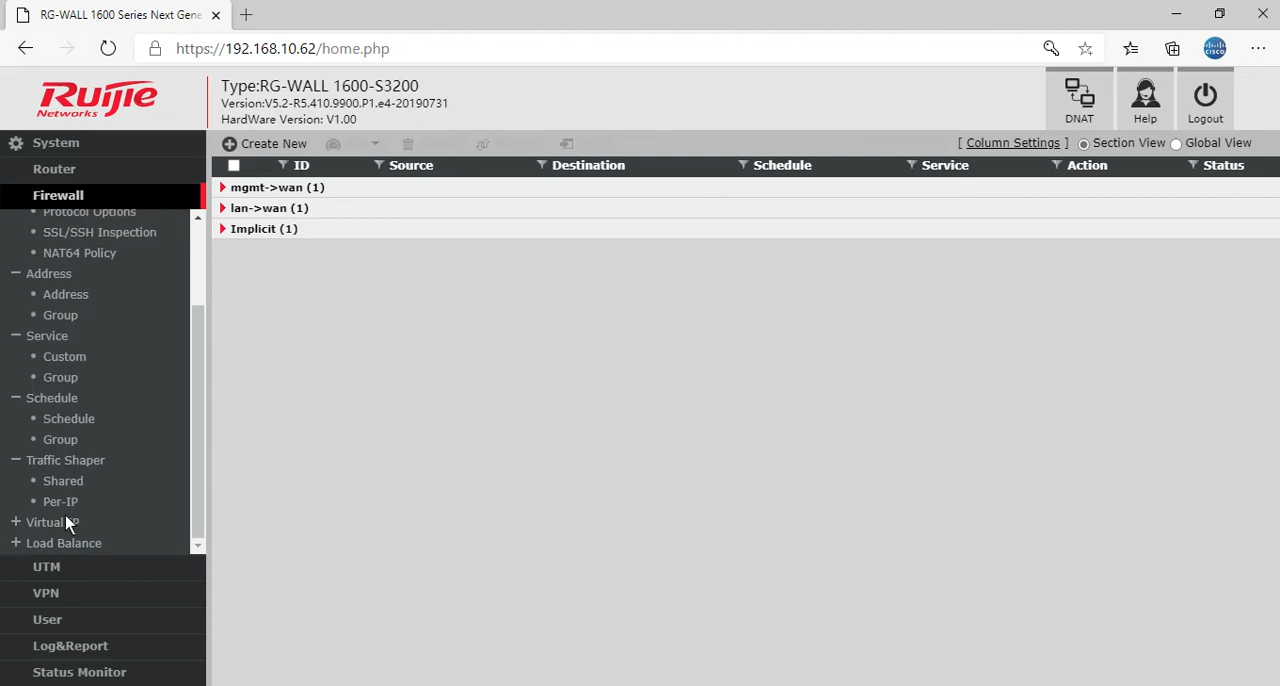 RG-WALL 1600 Series Next Gene
https://192.168.10.62/home.php
Ruijie
Networks
Type:RG-WALL 1600-S3200
Version:V5.2-R5.410.9900.P1.e4-20190731
HardWare Version: V1.00
DNAT
Help
Logout
System
Router
Firewall
Protocol Options
SSL/SSH Inspection
NAT64 Policy
Address
Address
Group
Service
Custom
Group
Schedule
Schedule
Group
Traffic Shaper
Shared
Per-IP
Virtual
Load Balance
UTM
VPN
User
Log&Report
Status Monitor
Create New
[ Column Settings ] Section View Global View
ID Source Destination Schedule Service Action Status
mgmt->wan (1)
lan->wan (1)
Implicit (1)